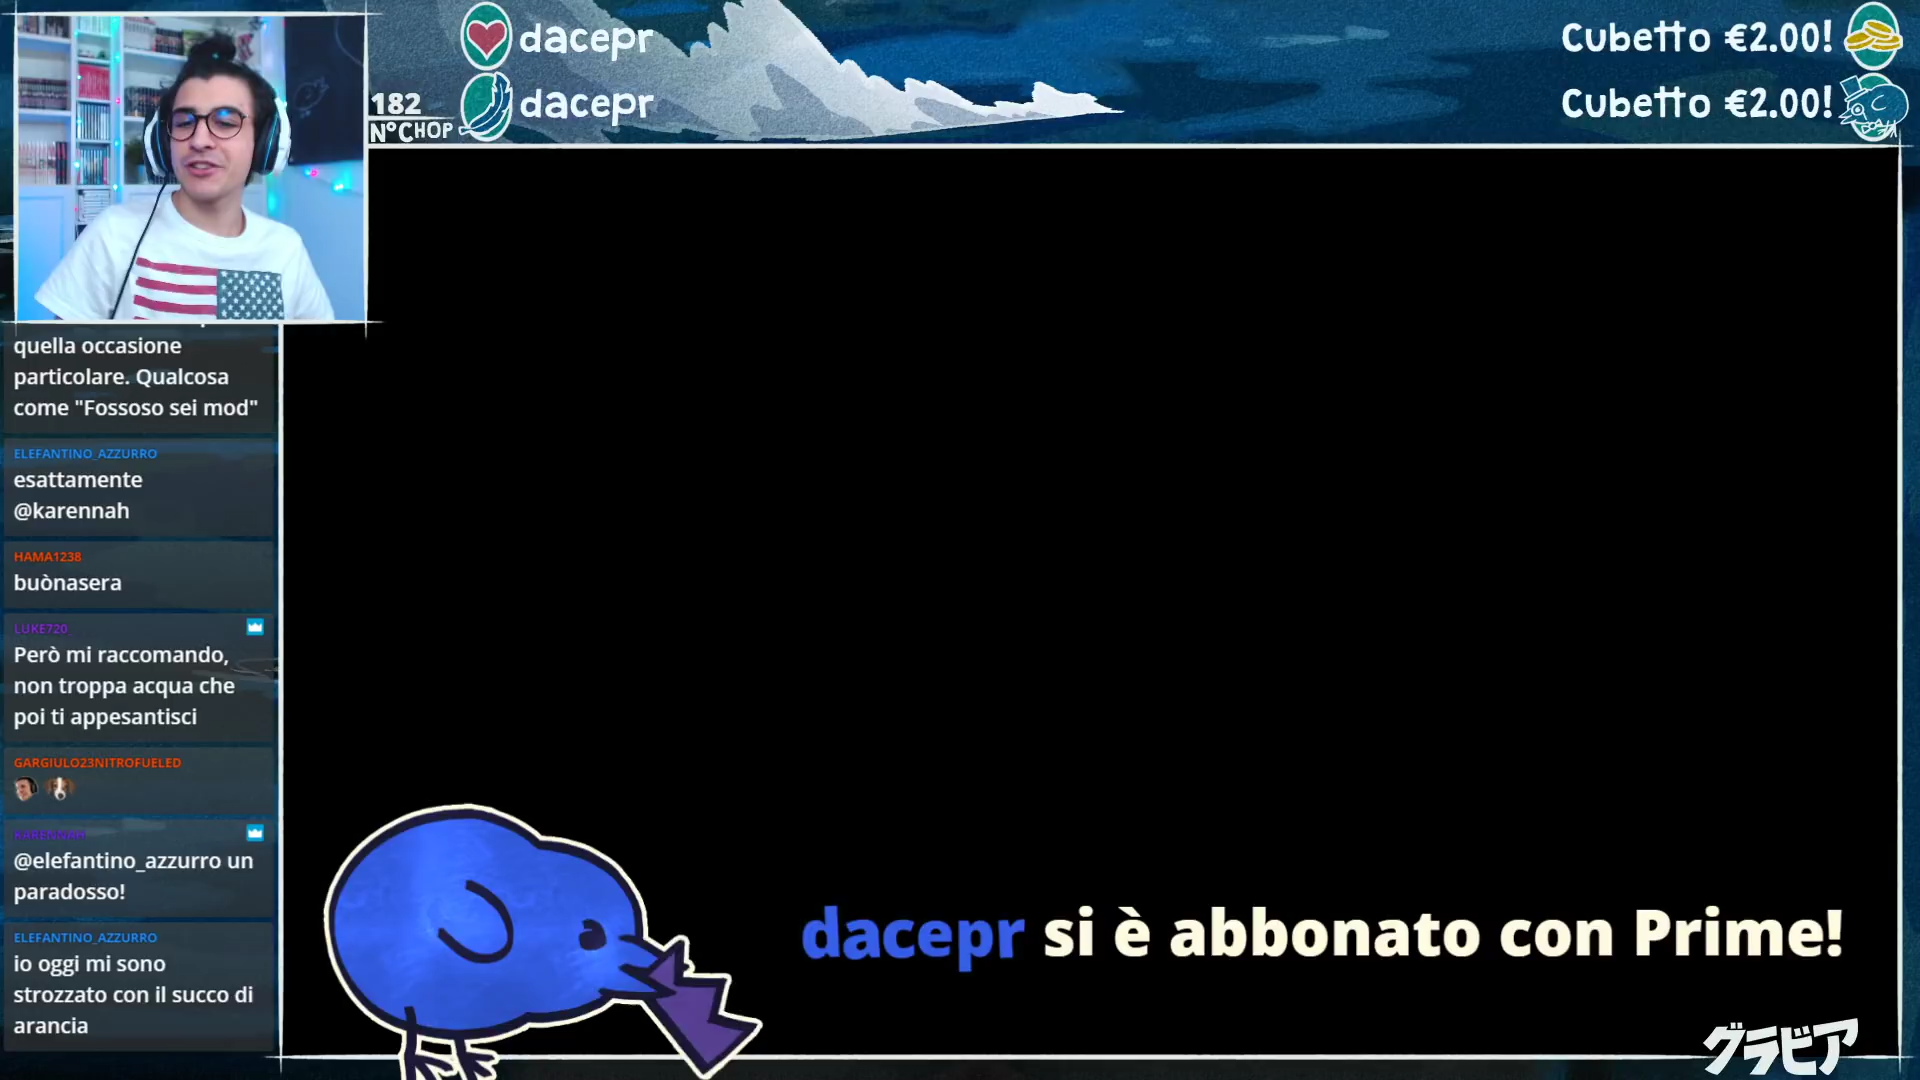 dacepr
182
N°CHOP
dacepr
Cubetto €2.00!
Cubetto €2.00!
quella occasione
particolare. Qualcosa
come "Fossoso sei mod"
ELEFANTINO_AZZURRO
esattamente
@karennah
HAMA1238
buònasera
LUKE720_
Però mi raccomando,
non troppa acqua che
poi ti appesantisci
GARGIULO23NITROFUELED
KARENNAH
@elefantino_azzurro un
paradosso!
ELEFANTINO_AZZURRO
io oggi mi sono
strozzato con il succo di
arancia
dacepr si è abbonato con Prime!
グラビア